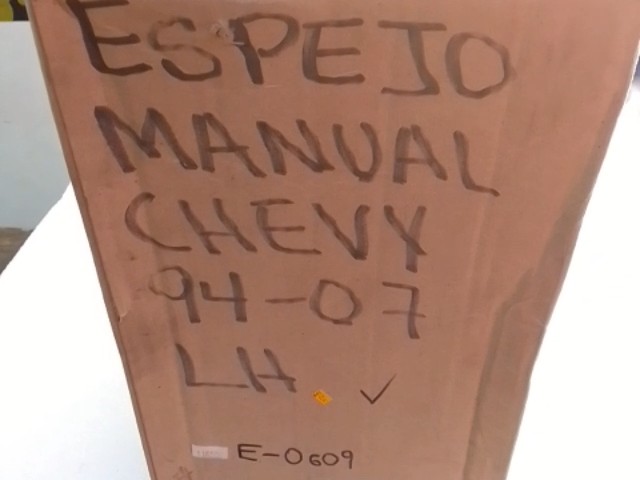 ESPEJO
MANUAL
CHEVY
94-07
LH
E-0609